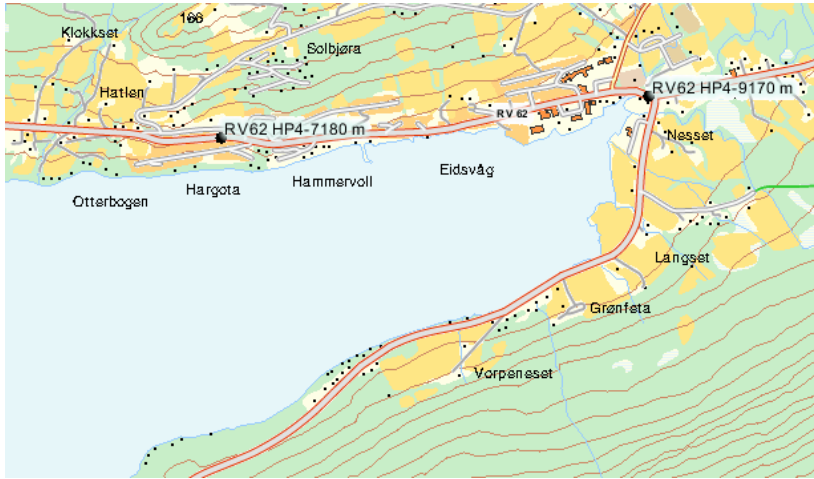 166
Klokkset
Solbjøra
Hatlen
RV62 HP4-9170 m
RV 62
RV62 HP4-7180 m
Nesset
Eidsvåg
Hammervoll
Hargota
Otterbogen
Langset
Grønfeta
Vorpeneset